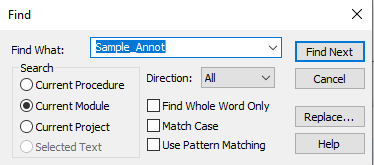 Find
Find What: Sample_Annot Find Next
Search Direction: All Cancel
Current Procedure
Current Module Find Whole Word Only
Match Case Replace...
Current Project
Selected Text Use Pattern Matching Help